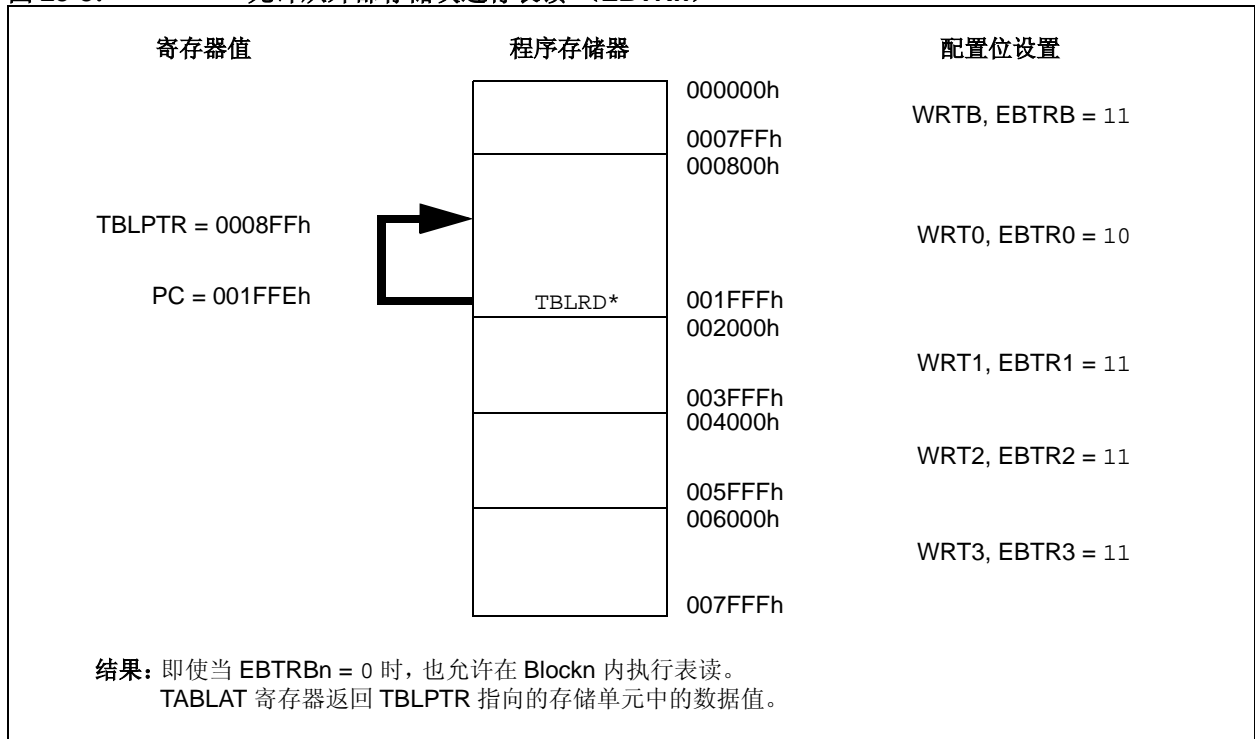 寄存器值 程序存储器 配置位设置
000000h
WRTB, EBTRB = 11
0007FFh
000800h
TBLPTR = 0008FFh
WRT0, EBTR0 = 10
PC = 001FFEh
TBLRD*
001FFFh
002000h
WRT1, EBTR1 = 11
003FFFh
004000h
WRT2, EBTR2 = 11
005FFFh
006000h
WRT3, EBTR3 = 11
007FFFh
结果: 即使当 EBTRBn = 0 时，也允许在 Blockn 内执行表读。
TABLAT 寄存器返回 TBLPTR 指向的存储单元中的数据值。